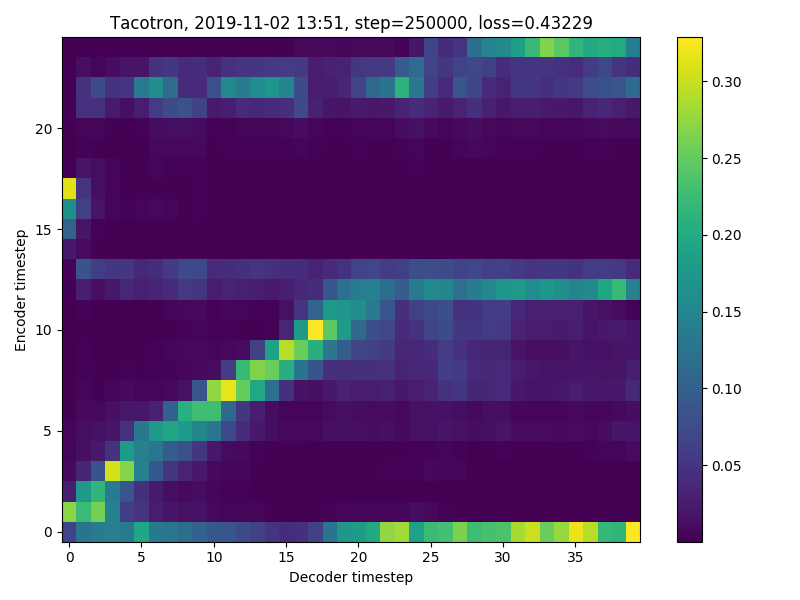 Tacotron, 2019-11-02 13:51, step=250000, loss=0.43229
Encoder timestep
20
15
10
5
0
0 5 10 15 20 25 30 35
Decoder timestep
0.30
0.25
0.20
0.15
0.10
0.05